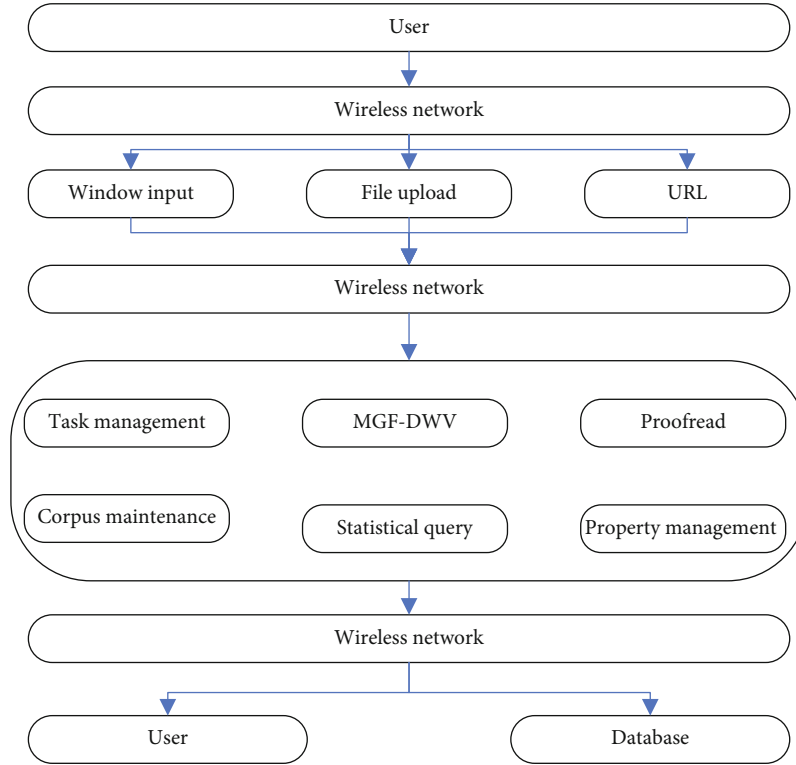 User
Wireless network
Window input
File upload
URL
Wireless network
Task management
MGF-DWV
Proofread
Corpus maintenance
Statistical query
Property management
Wireless network
User
Database